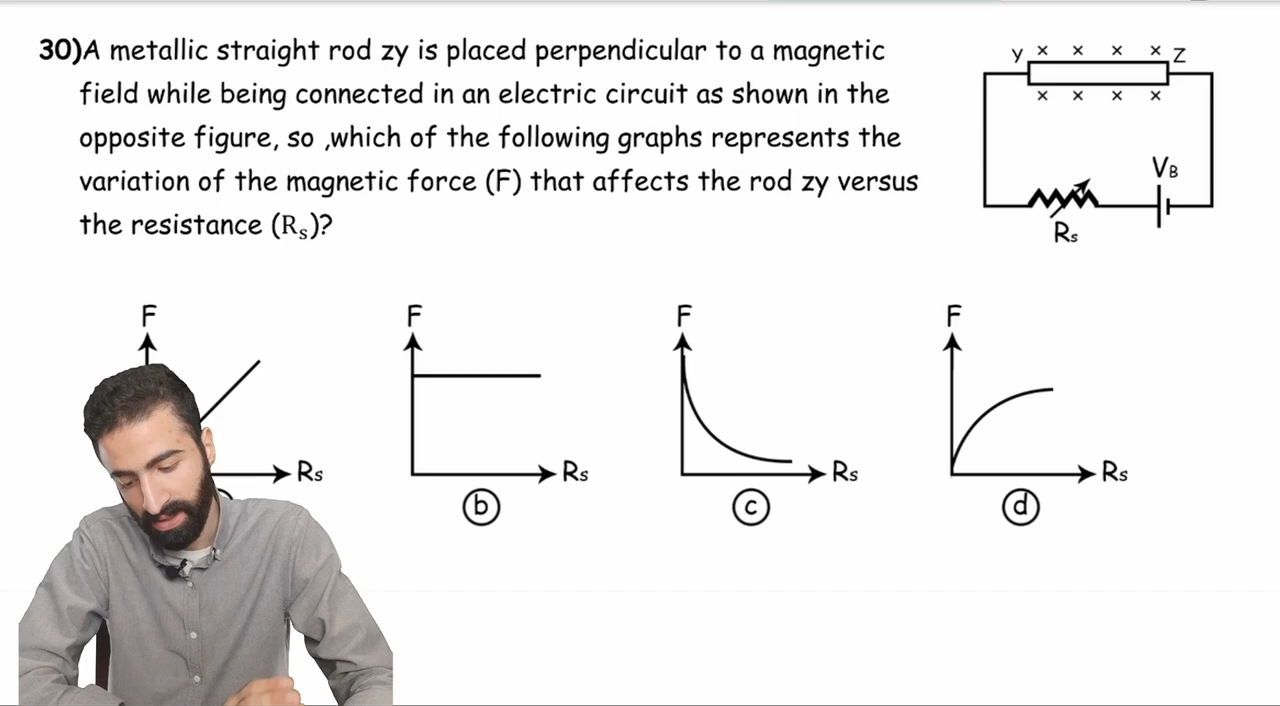 30)A metallic straight rod zy is placed perpendicular to a magnetic
field while being connected in an electric circuit as shown in the
opposite figure, so ,which of the following graphs represents the
variation of the magnetic force (F) that affects the rod zy versus
the resistance (Rₛ)?
Y × × × × Z
× × × ×
V_B
Rs
F F F F
Rs Rs Rs Rs
b c d